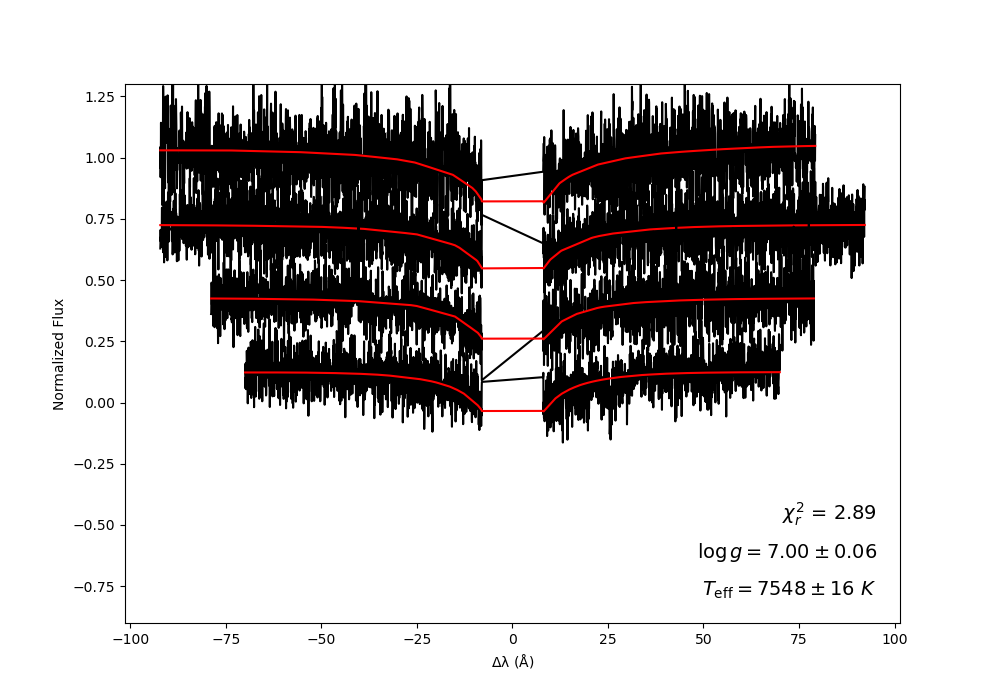 1.25
1.00
0.75
0.50
0.25
0.00
−0.25
−0.50
−0.75
Normalized Flux
χ²ᵣ = 2.89
log g = 7.00 ± 0.06
T_eff = 7548 ± 16 K
−100 −75 −50 −25 0 25 50 75 100
Δλ (Å)